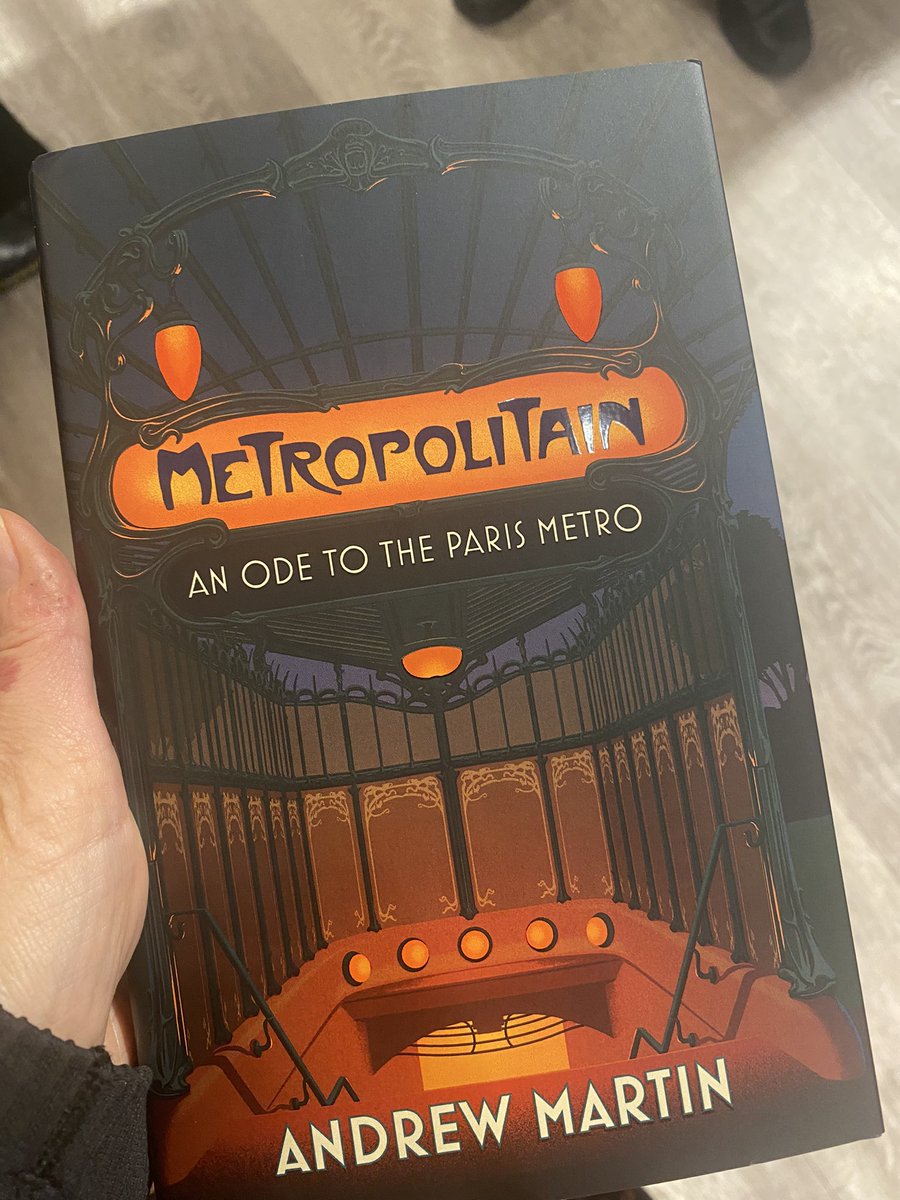 METROPOLITAIN
AN ODE TO THE PARIS METRO
ANDREW MARTIN